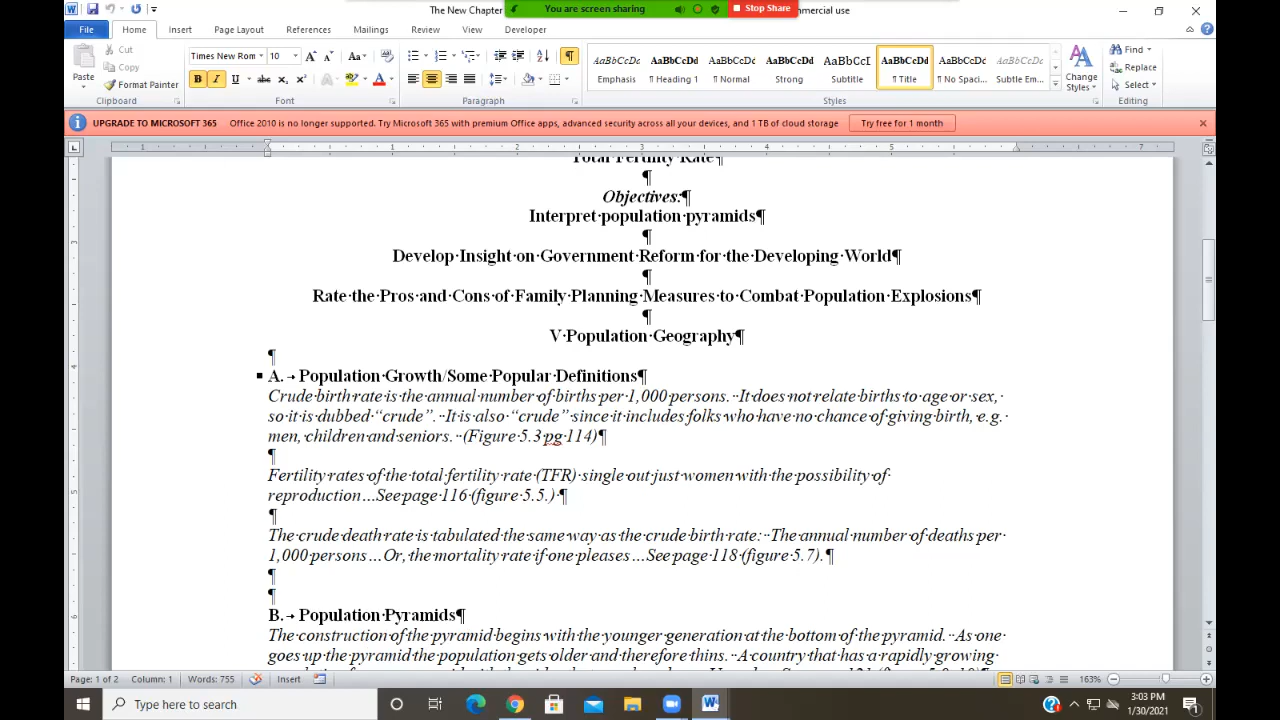 The New Chapter
mmercial use
You are screen sharing
Stop Share
File
Home
Insert
Page Layout
References
Mailings
Review
View
Developer
Paste
Cut
Copy
Format Painter
Clipboard
Times New Rom
10
Font
Paragraph
AaBbCcDc AaBbCcDd AaBbCcDc AaBbCcDd AaBbCcI AaBbCcDd AaBbCcDd AaBbCcDd
Emphasis ¶ Heading 1 ¶ Normal Strong Subtitle ¶ Title ¶ No Spaci... Subtle Em...
Styles
Change Styles
Find
Replace
Select
Editing
UPGRADE TO MICROSOFT 365 Office 2010 is no longer supported. Try Microsoft 365 with premium Office apps, advanced security across all your devices, and 1 TB of cloud storage Try free for 1 month
1 1 2 3 4 5 7
Total Fertility Rate¶
¶
Objectives:¶
Interpret·population·pyramids¶
¶
Develop·Insight·on·Government·Reform·for·the·Developing·World¶
¶
Rate·the·Pros·and·Cons·of·Family·Planning·Measures·to·Combat·Population·Explosions¶
¶
V·Population·Geography¶
¶
A.→Population·Growth/Some·Popular·Definitions¶
Crude·birth·rate·is·the·annual·number·of·births·per·1,000·persons.··It·does·not·relate·births·to·age·or·sex,·
so·it·is·dubbed·“crude”.··It·is·also·“crude”·since·it·includes·folks·who·have·no·chance·of·giving·birth,·e.g.·
men,·children·and·seniors.··(Figure·5.3·pg·114)¶
¶
Fertility·rates·of·the·total·fertility·rate·(TFR)·single·out·just·women·with·the·possibility·of·
reproduction…See·page·116·(figure·5.5.)·¶
¶
The·crude·death·rate·is·tabulated·the·same·way·as·the·crude·birth·rate:··The·annual·number·of·deaths·per·
1,000·persons…Or,·the·mortality·rate·if·one·pleases…See·page·118·(figure·5.7).¶
¶
¶
B.→Population·Pyramids¶
The·construction·of·the·pyramid·begins·with·the·younger·generation·at·the·bottom·of·the·pyramid.··As·one·
goes·up·the·pyramid·the·population·gets·older·and·therefore·thins.··A·country·that·has·a·rapidly·growing·
Page: 1 of 2 Column: 1 Words: 755 Insert 163%
Type here to search
3:03 PM
1/30/2021